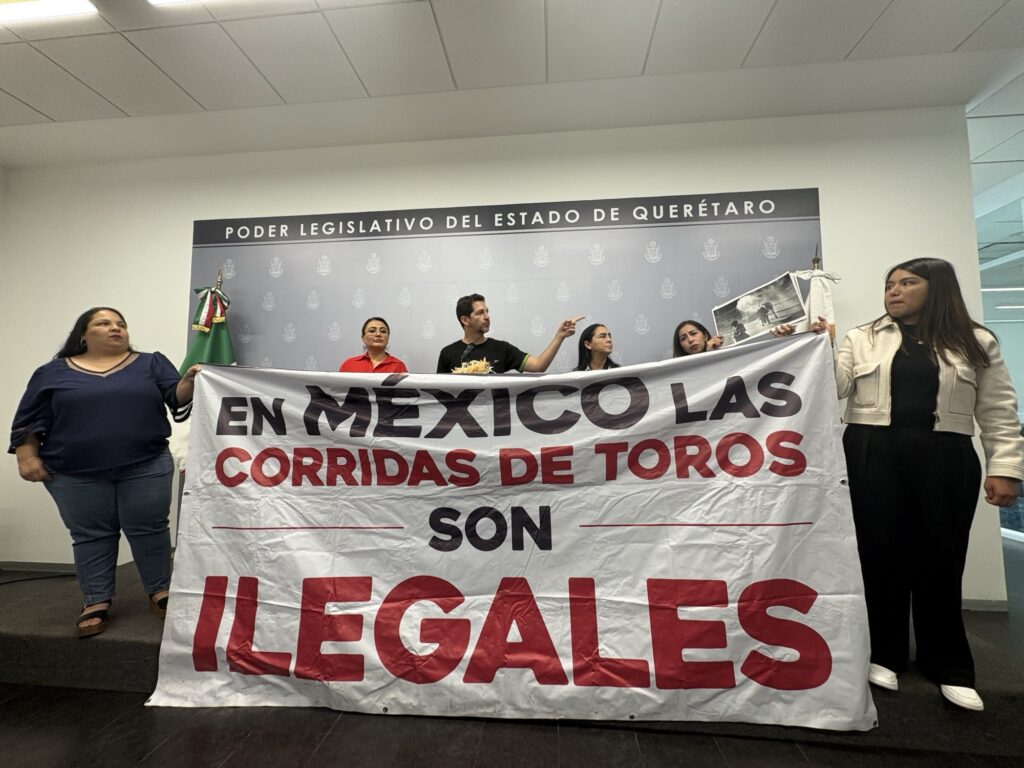 PODER LEGISLATIVO DEL ESTADO DE QUERÉTARO
EN MÉXICO LAS
CORRIDAS DE TOROS
SON
ILEGALES